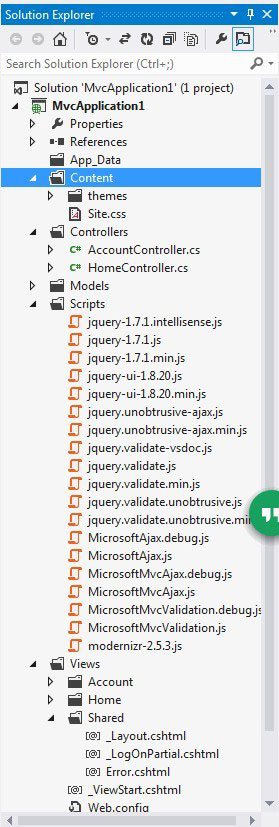 Solution Explorer
Search Solution Explorer (Ctrl+;)
Solution 'MvcApplication1' (1 project)
MvcApplication1
Properties
References
App_Data
Content
themes
Site.css
Controllers
C# AccountController.cs
C# HomeController.cs
Models
Scripts
jquery-1.7.1.intellisense.js
jquery-1.7.1.js
jquery-1.7.1.min.js
jquery-ui-1.8.20.js
jquery-ui-1.8.20.min.js
jquery.unobtrusive-ajax.js
jquery.unobtrusive-ajax.min.js
jquery.validate-vsdoc.js
jquery.validate.js
jquery.validate.min.js
jquery.validate.unobtrusive.js
jquery.validate.unobtrusive.mi
MicrosoftAjax.debug.js
MicrosoftAjax.js
MicrosoftMvcAjax.debug.js
MicrosoftMvcAjax.js
MicrosoftMvcValidation.debug.js
MicrosoftMvcValidation.js
modernizr-2.5.3.js
Views
Account
Home
Shared
_Layout.cshtml
_LogOnPartial.cshtml
Error.cshtml
_ViewStart.cshtml
Web.config